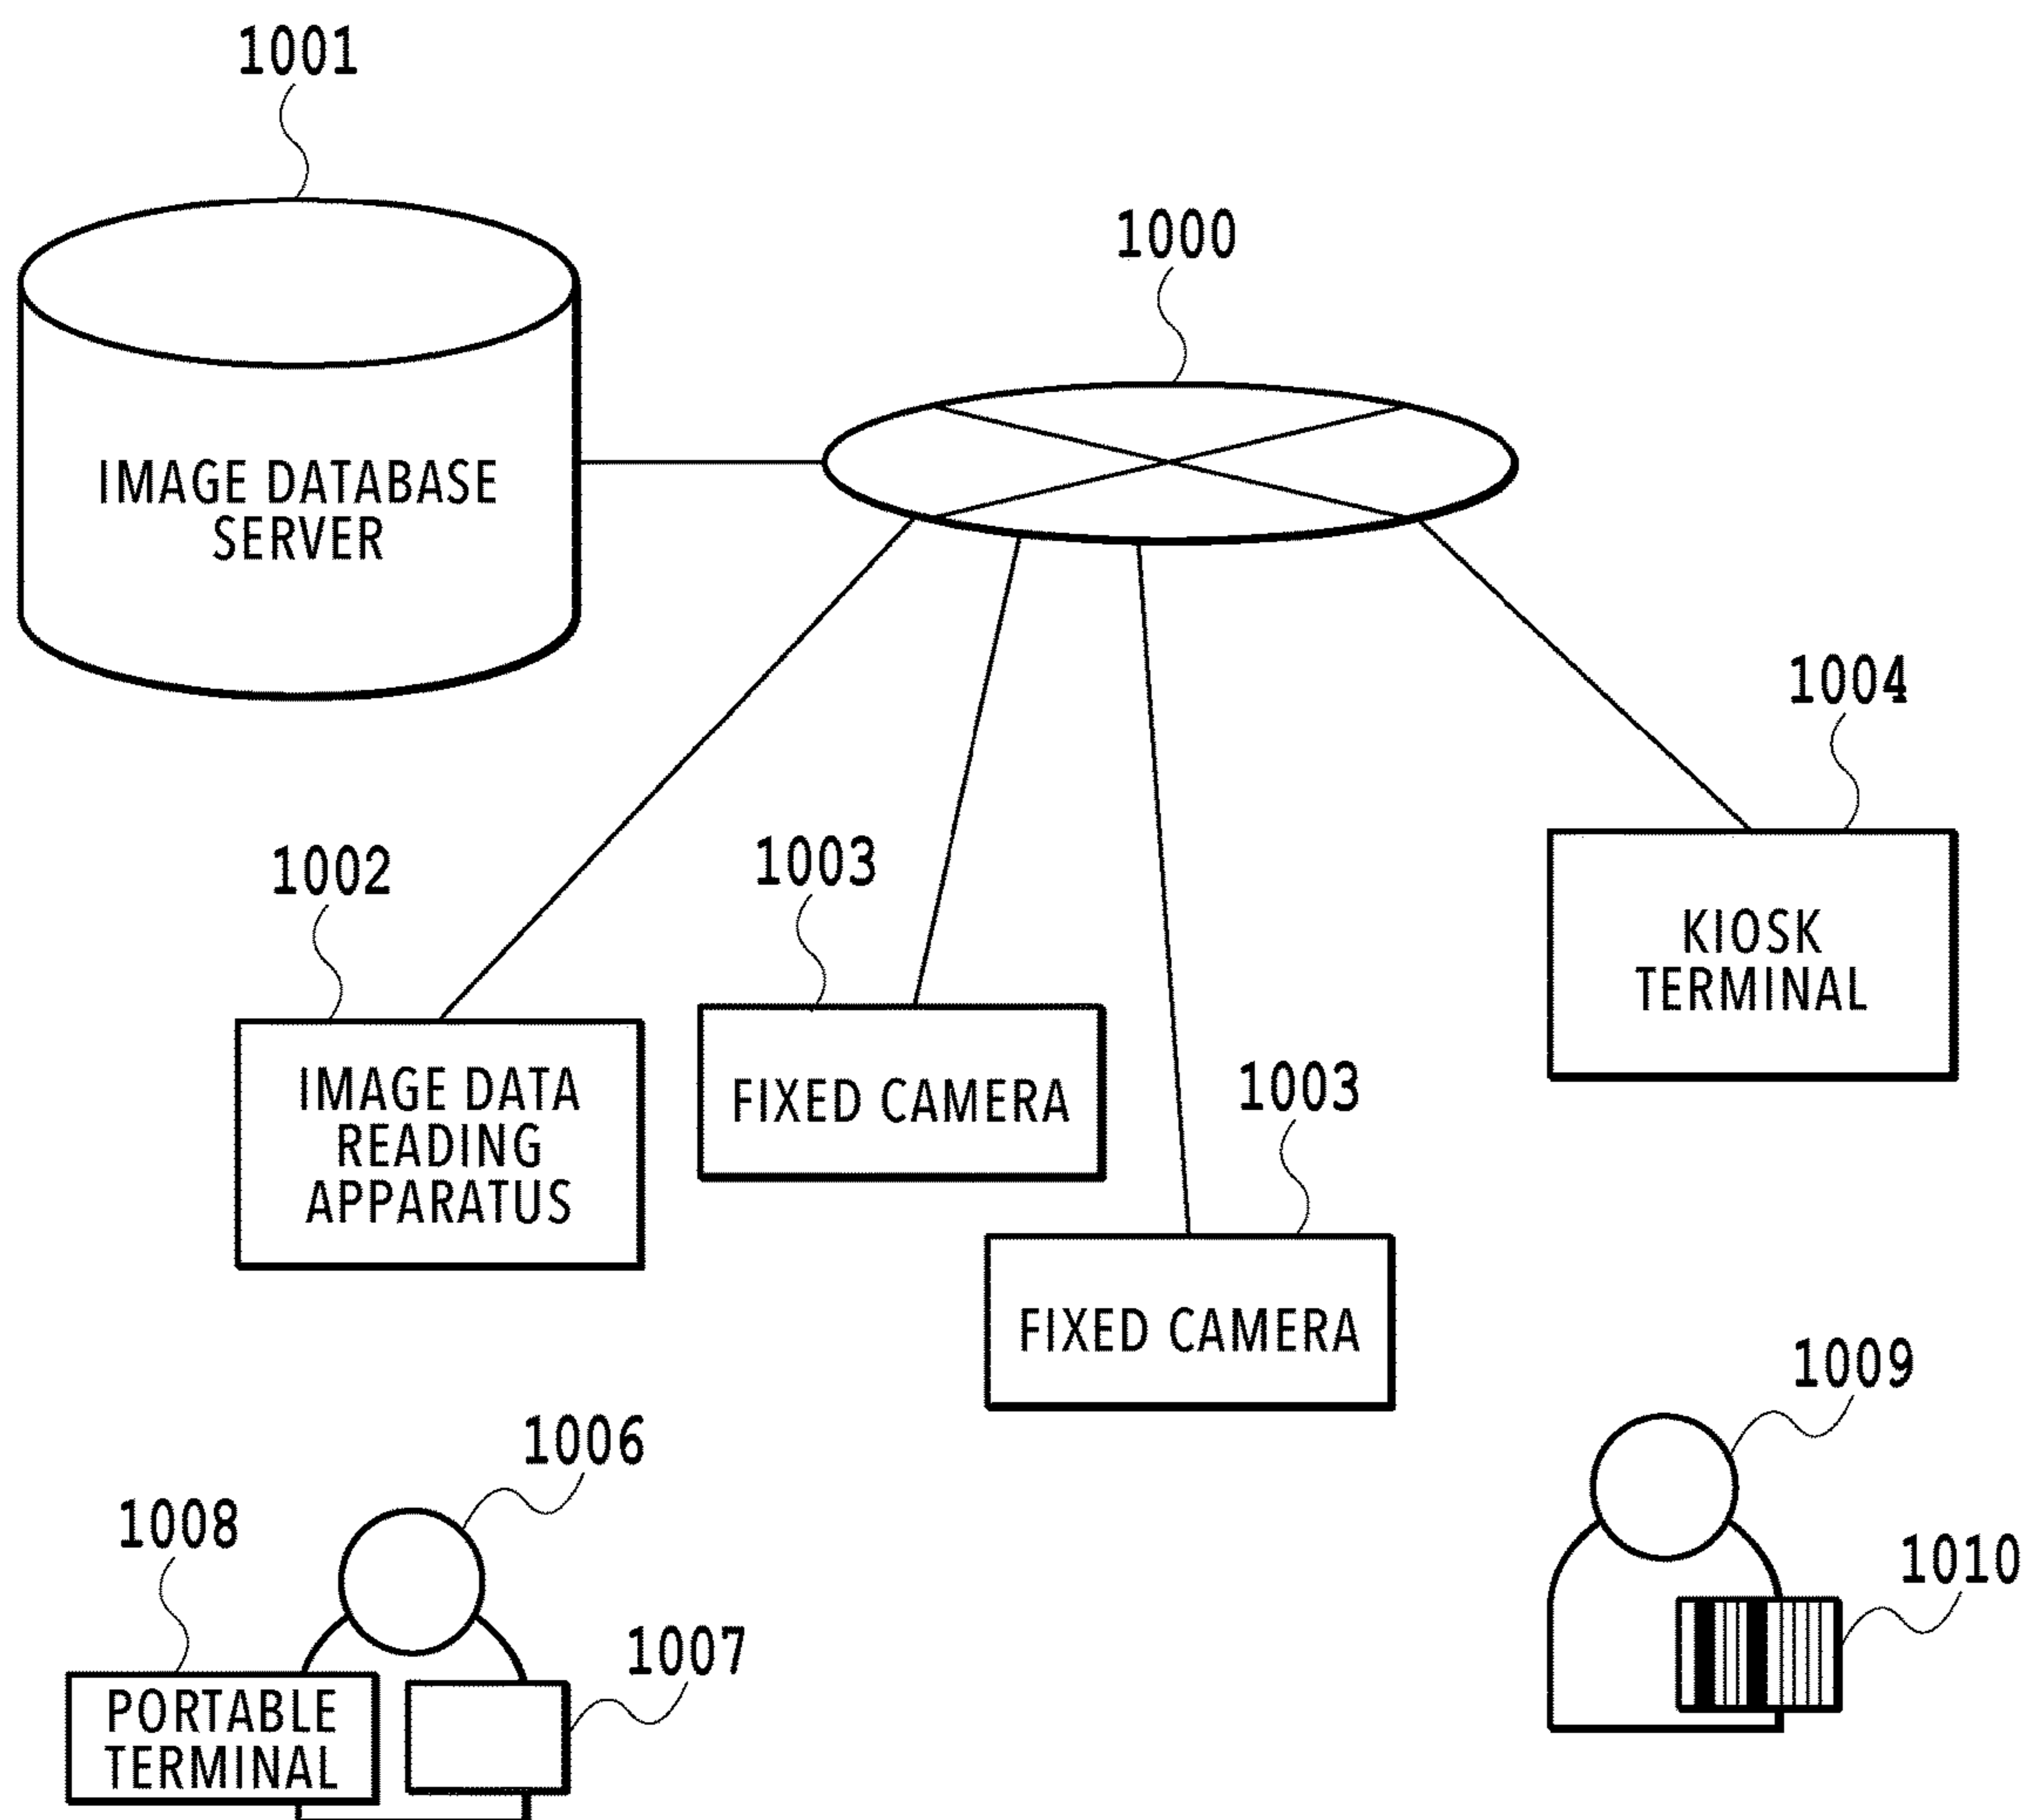 1001
1000
IMAGE DATABASE
SERVER
1004
KIOSK
TERMINAL
1002
IMAGE DATA
READING
APPARATUS
1003
FIXED CAMERA
1003
FIXED CAMERA
1006
1008
PORTABLE
TERMINAL
1007
1009
1010